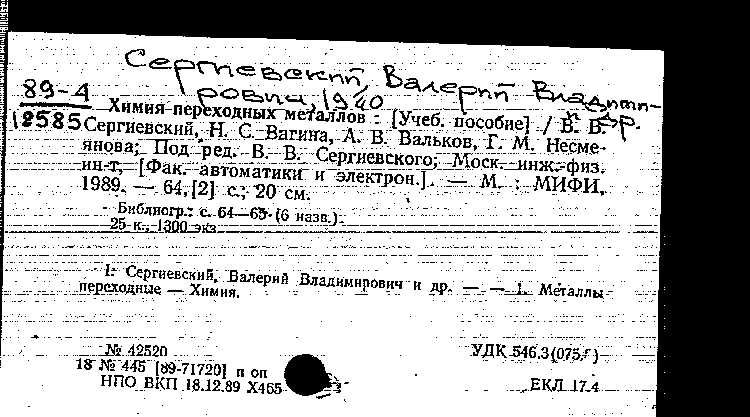 Сергиевский, Валерий Владими-
рович, 1940
89-4
18585
Химия переходных металлов : [Учеб. пособие] / В. В.
Сергиевский, Н. С. Вагина, А. В. Вальков, Г. М. Несме-
янова; Под ред. В. В. Сергиевского; Моск. инж.-физ.
ин-т, [Фак. автоматики и электрон.]. — М. : МИФИ,
1989. — 64,[2] с.; 20 см.
Библиогр.: с. 64—65 (6 назв.).
25 к., 1300 экз.
1. Сергиевский, Валерий Владимирович и др. — — 1. Металлы
переходные — Химия.
№ 42520
УДК 546.3(075.
18 № 445 [89-71720] п оп
НПО ВКП 18.12.89 Х465
ЕКЛ 17.4